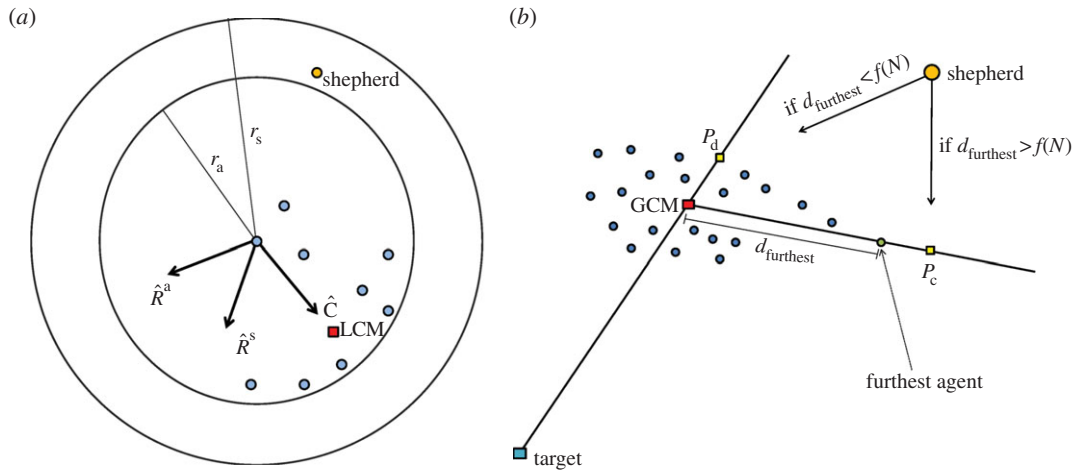 (a)
shepherd
r_s
r_a
R̂^a
R̂^s
Ĉ
LCM
(b)
shepherd
if d_furthest < f(N)
if d_furthest > f(N)
P_d
GCM
d_furthest
P_c
furthest agent
target